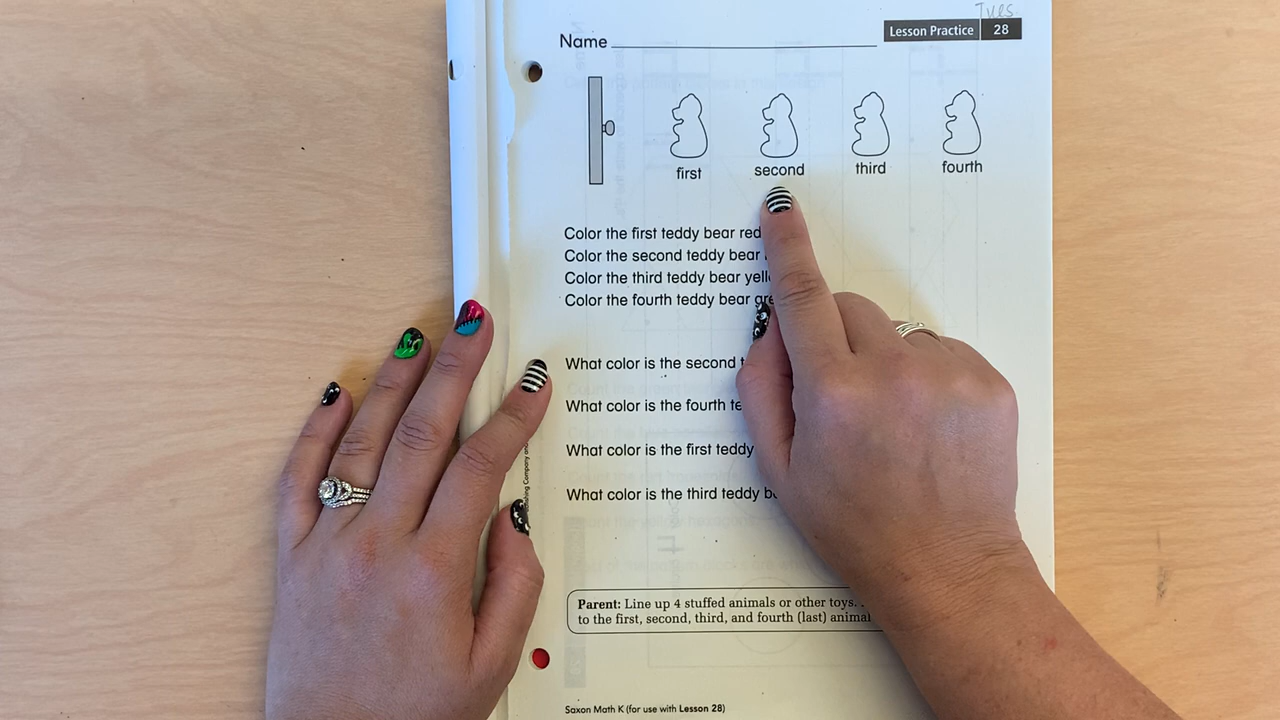 Tues
Lesson Practice 28
Name
first second third fourth
Color the first teddy bear red
Color the second teddy bear
Color the third teddy bear
Color the fourth teddy bear
What color is the second
What color is the fourth
What color is the first teddy
What color is the third teddy
Parent: Line up 4 stuffed animals or other toys.
to the first, second, third, and fourth (last)
Saxon Math K (for use with Lesson 28)